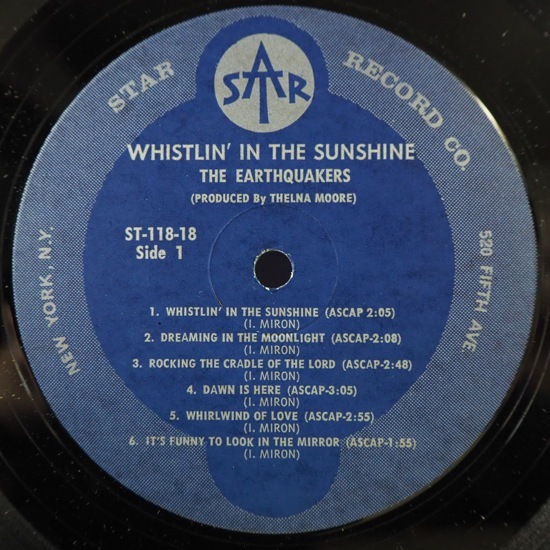 STAR
STAR RECORD CO.
WHISTLIN' IN THE SUNSHINE
THE EARTHQUAKERS
(PRODUCED By THELNA MOORE)
ST-118-18
Side 1
1. WHISTLIN' IN THE SUNSHINE (ASCAP 2:05)
(I. MIRON)
2. DREAMING IN THE MOONLIGHT (ASCAP-2:08)
(I. MIRON)
3. ROCKING THE CRADLE OF THE LORD (ASCAP-2:48)
(I. MIRON)
4. DAWN IS HERE (ASCAP-3:05)
(I. MIRON)
5. WHIRLWIND OF LOVE (ASCAP-2:55)
(I. MIRON)
6. IT'S FUNNY TO LOOK IN THE MIRROR (ASCAP-1:55)
(I. MIRON)
NEW YORK, N.Y.
520 FIFTH AVE.